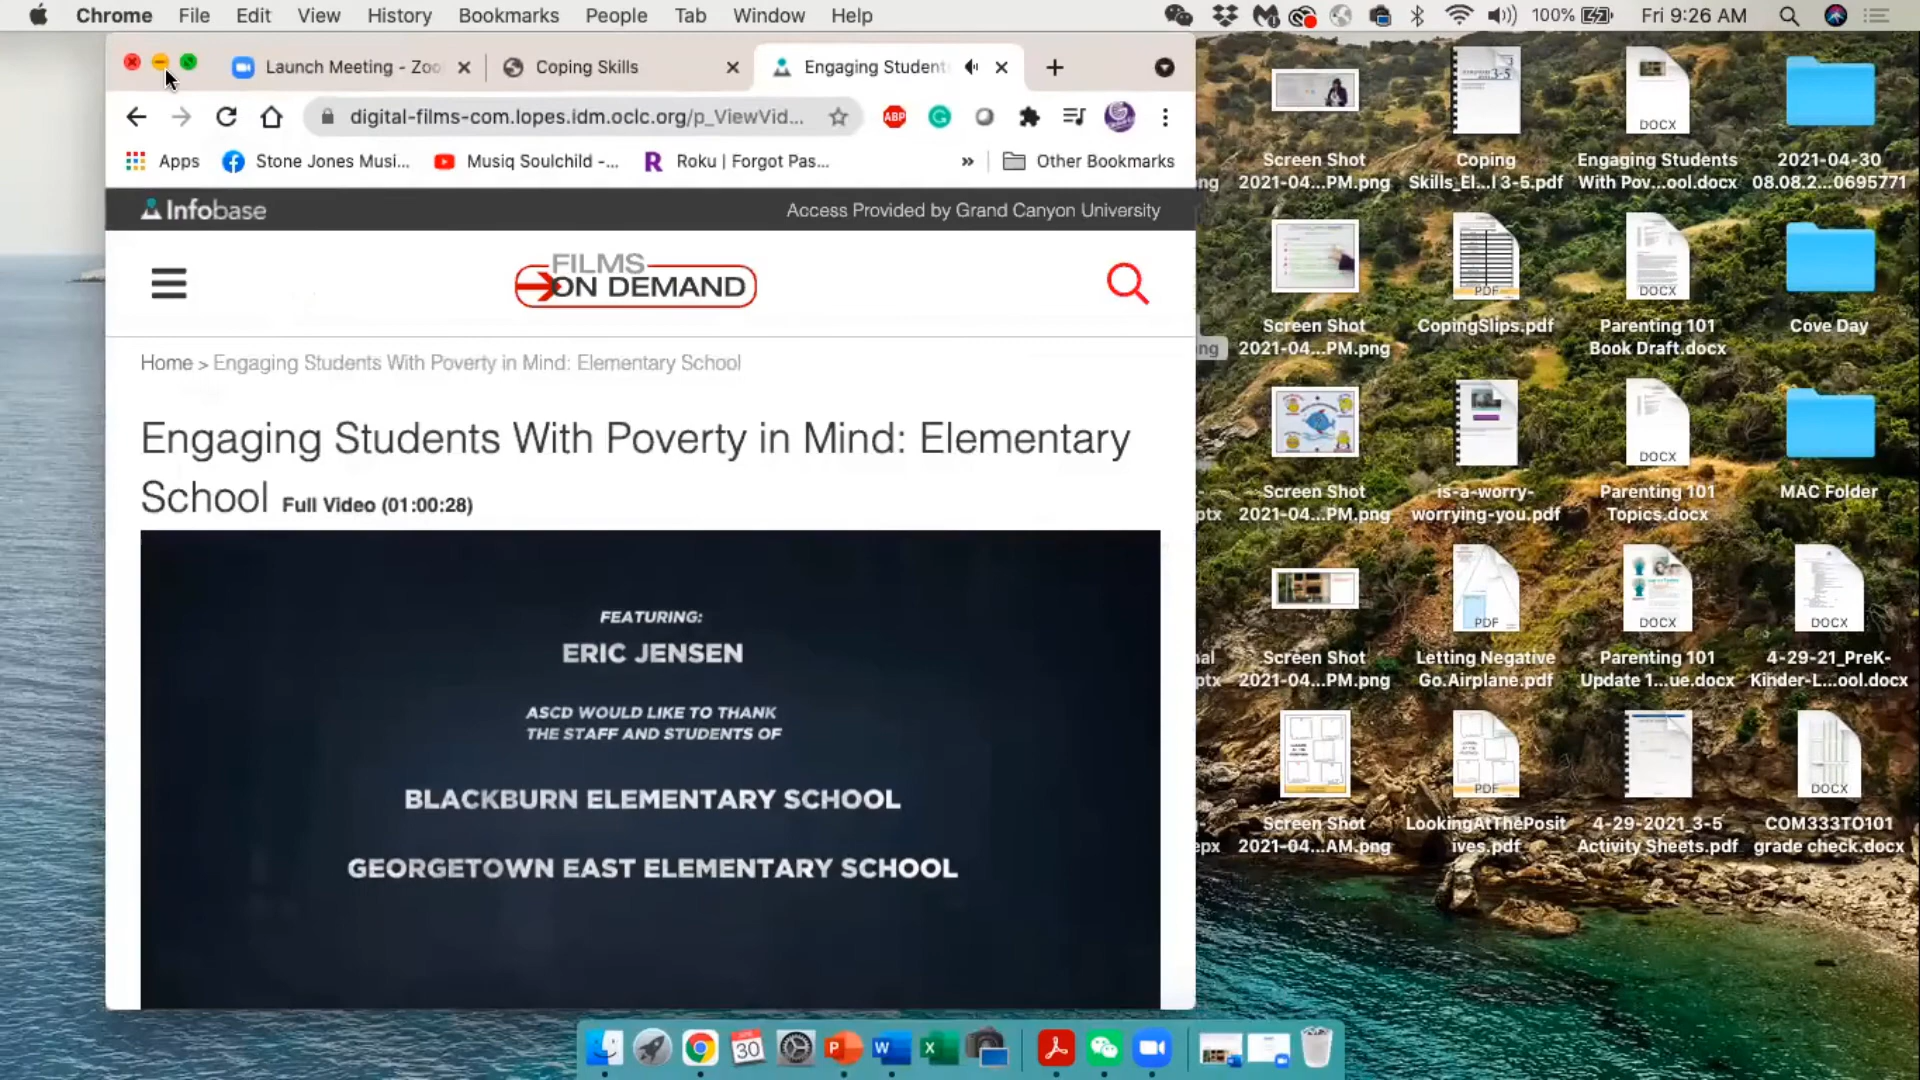 Chrome File Edit View History Bookmarks People Tab Window Help
100% Fri 9:26 AM
Launch Meeting - Zoo
Coping Skills
Engaging Student
digital-films-com.lopes.idm.oclc.org/p_ViewVid...
ABP
Apps
Stone Jones Musi...
Musiq Soulchild -...
Roku | Forgot Pas...
»
Other Bookmarks
Infobase
Access Provided by Grand Canyon University
FILMS
ON DEMAND
Home > Engaging Students With Poverty in Mind: Elementary School
Engaging Students With Poverty in Mind: Elementary
School Full Video (01:00:28)
FEATURING:
ERIC JENSEN
ASCD WOULD LIKE TO THANK
THE STAFF AND STUDENTS OF
BLACKBURN ELEMENTARY SCHOOL
GEORGETOWN EAST ELEMENTARY SCHOOL
Screen Shot
2021-04...PM.png
Coping
Skills_El...l 3-5.pdf
DOCX
Engaging Students
With Pov...ool.docx
2021-04-30
08.08.2...0695771
Screen Shot
2021-04...PM.png
PDF
CopingSlips.pdf
DOCX
Parenting 101
Book Draft.docx
Cove Day
Screen Shot
2021-04...PM.png
is-a-worry-
worrying-you.pdf
DOCX
Parenting 101
Topics.docx
MAC Folder
Screen Shot
2021-04...PM.png
PDF
Letting Negative
Go.Airplane.pdf
DOCX
Parenting 101
Update 1...ue.docx
DOCX
4-29-21_PreK-
Kinder-L...ool.docx
Screen Shot
2021-04...AM.png
PDF
LookingAtThePosit
ives.pdf
4-29-2021_3-5
Activity Sheets.pdf
DOCX
COM333TO101
grade check.docx
ng
ng
ptx
ptx
30
P
W
X